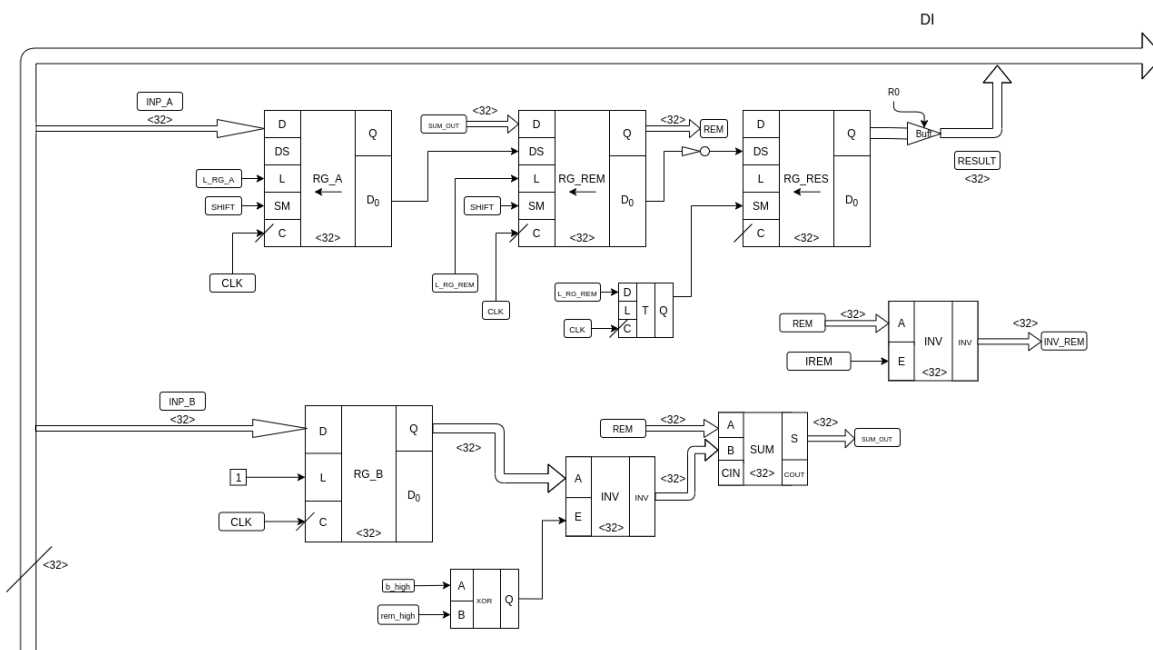 DI
INP_A
<32>
D
DS
L
SM
C
RG_A
<32>
Q
D0
L_RG_A
SHIFT
CLK
SUM_OUT
<32>
D
DS
L
SM
C
RG_REM
<32>
Q
D0
<32>
REM
SHIFT
L_RG_REM
CLK
D
DS
L
SM
C
RG_RES
<32>
Q
D0
R0
Buff
RESULT
<32>
L_RG_REM
CLK
D
L
C
T
Q
REM
<32>
IREM
A
E
INV
<32>
INV
<32>
INV_REM
INP_B
<32>
1
CLK
D
L
C
RG_B
<32>
Q
D0
<32>
A
E
INV
<32>
INV
<32>
REM
<32>
A
B
CIN
SUM
<32>
S
COUT
<32>
SUM_OUT
<32>
b_high
rem_high
A
B
XOR
Q